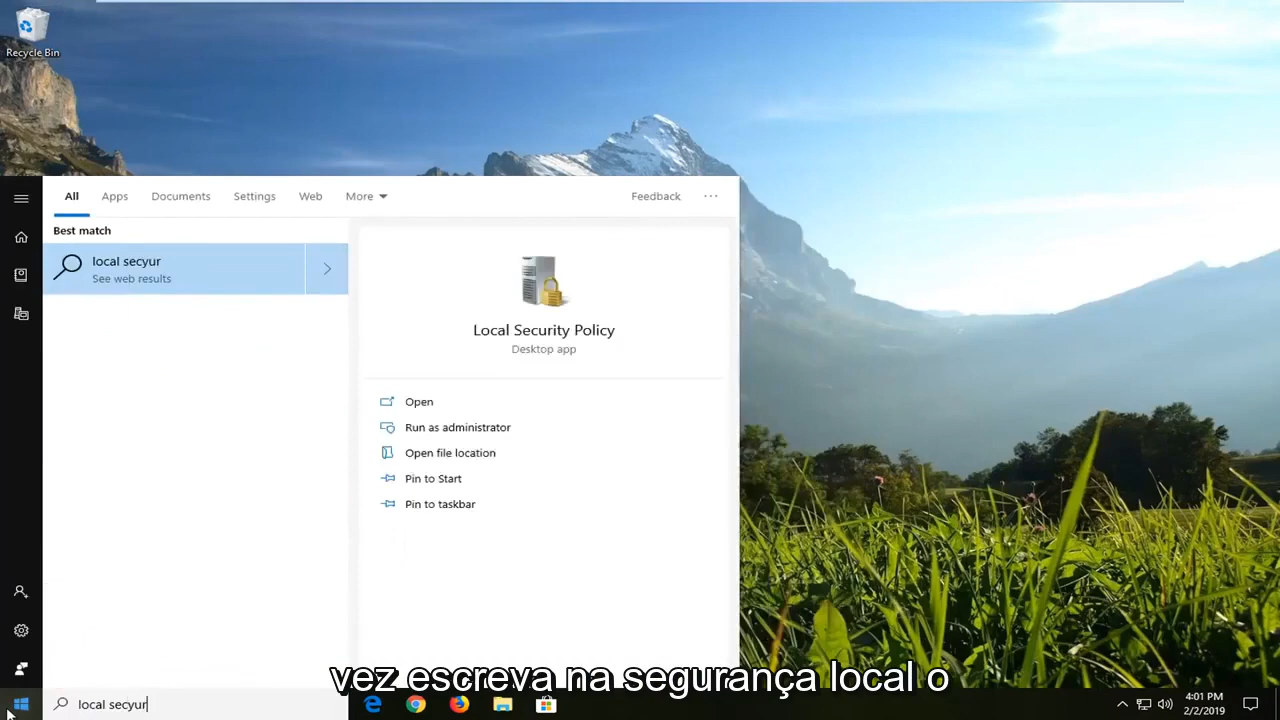 Recycle Bin
All Apps Documents Settings Web More Feedback ...
Best match
local secyur
See web results
Local Security Policy
Desktop app
Open
Run as administrator
Open file location
Pin to Start
Pin to taskbar
vez escreva na segurança local o
local secyur
4:01 PM
2/2/2019